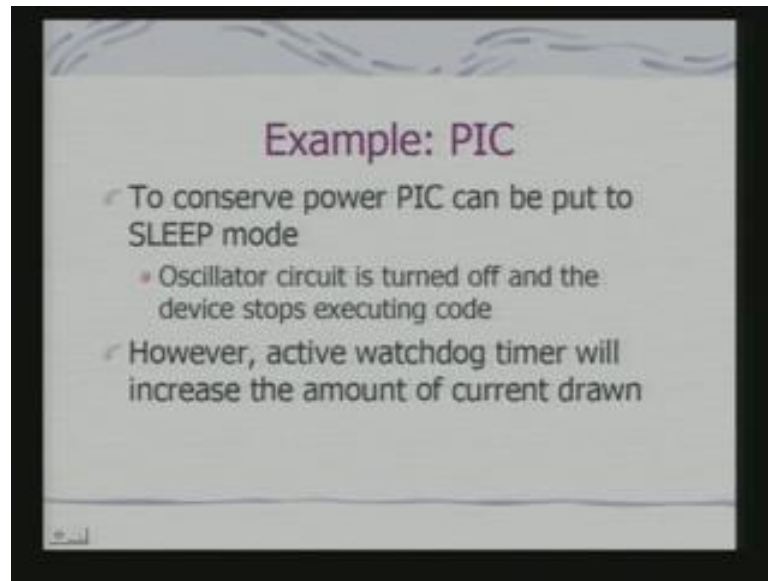 Example: PIC
To conserve power PIC can be put to
SLEEP mode
Oscillator circuit is turned off and the
device stops executing code
However, active watchdog timer will
increase the amount of current drawn